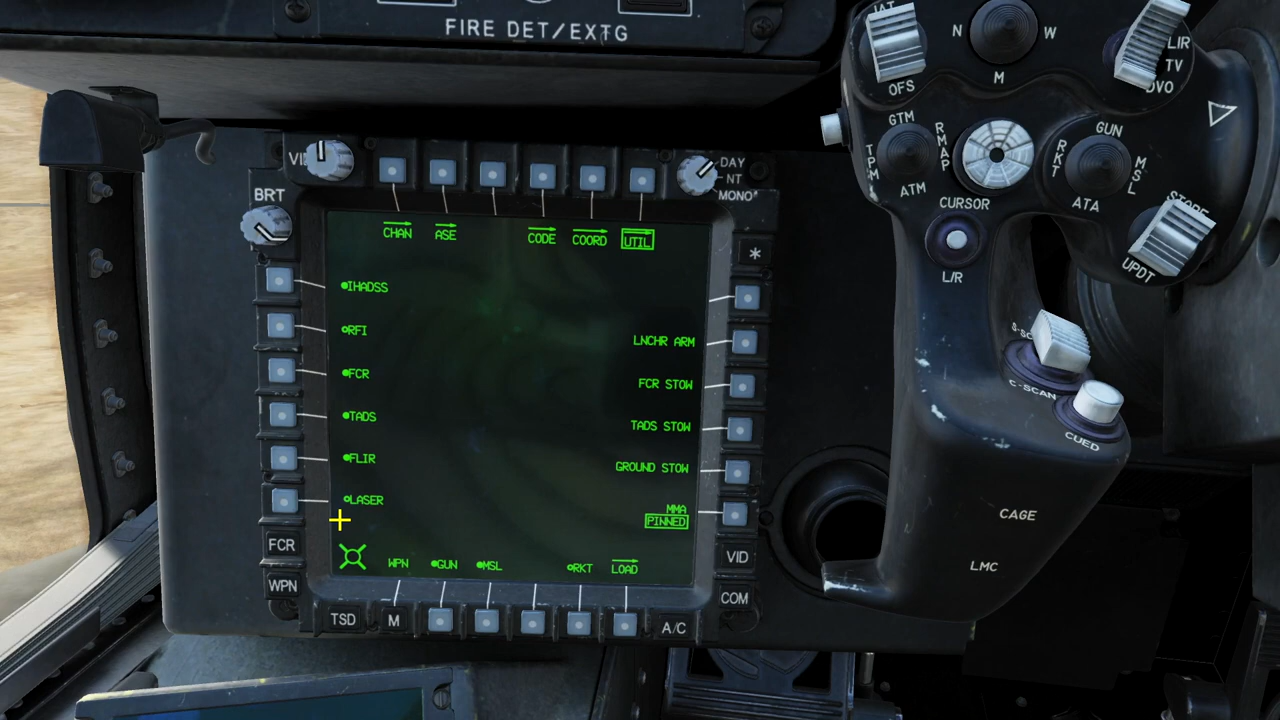 FIRE DET/EXTG
VID
DAY
NT
MONO
BRT
CHAN
ASE
CODE
COORD
UTIL
*
IHADSS
RFI
LNCHR ARM
FCR
FCR STOW
TADS
TADS STOW
FLIR
GROUND STOW
LASER
MMA
PINNED
FCR
VID
WPN
GUN
MSL
RKT
LOAD
WPN
COM
TSD
M
A/C
N
W
M
OFS
LIR
TV
DVO
GTM
RMAP
TPM
ATM
GUN
RKT
MSL
ATA
CURSOR
L/R
UPDT
C-SCAN
CUED
CAGE
LMC